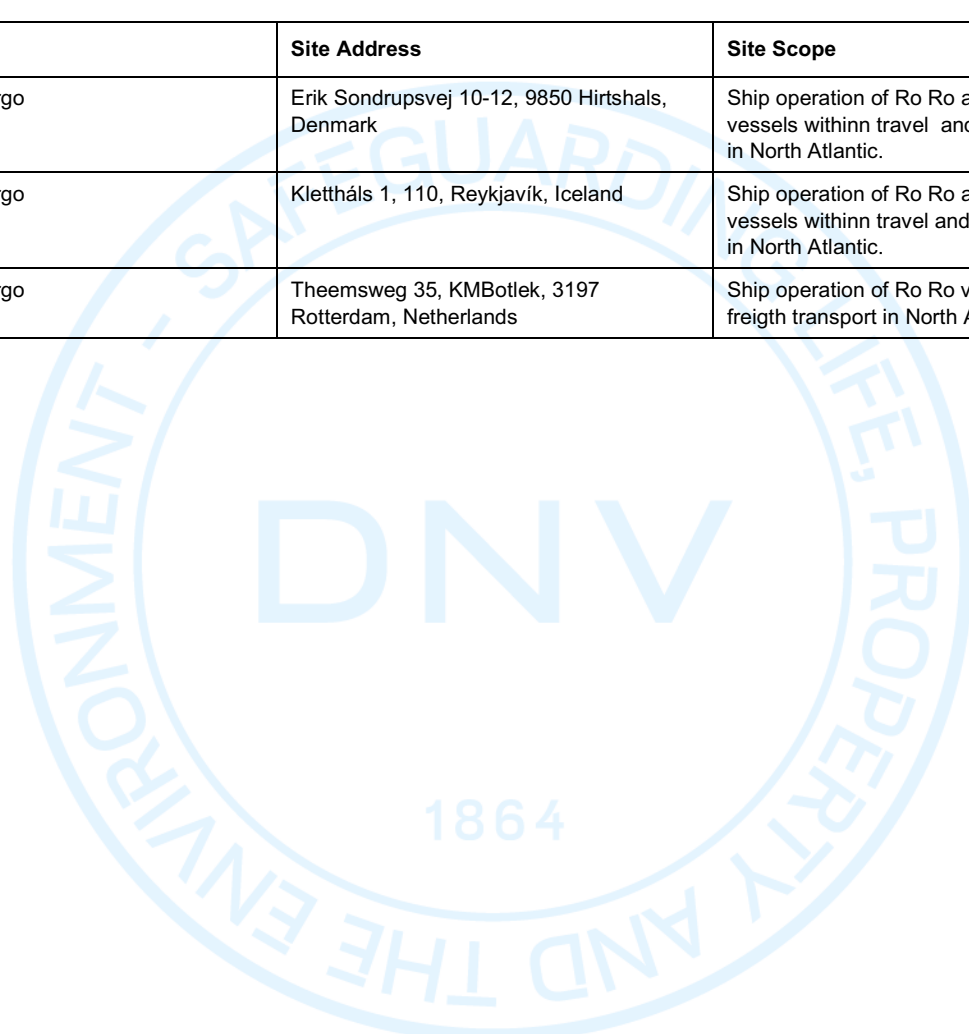 Site Address
Site Scope
rgo
Erik Sondrupsvej 10-12, 9850 Hirtshals,
Denmark
Ship operation of Ro Ro a
vessels withinn travel and
in North Atlantic.
rgo
Klettháls 1, 110, Reykjavík, Iceland
Ship operation of Ro Ro a
vessels withinn travel and
in North Atlantic.
rgo
Theemsweg 35, KMBotlek, 3197
Rotterdam, Netherlands
Ship operation of Ro Ro v
freigth transport in North A
SAFEGUARDING LIFE, PROPERTY AND THE ENVIRONMENT -
DNV
1864